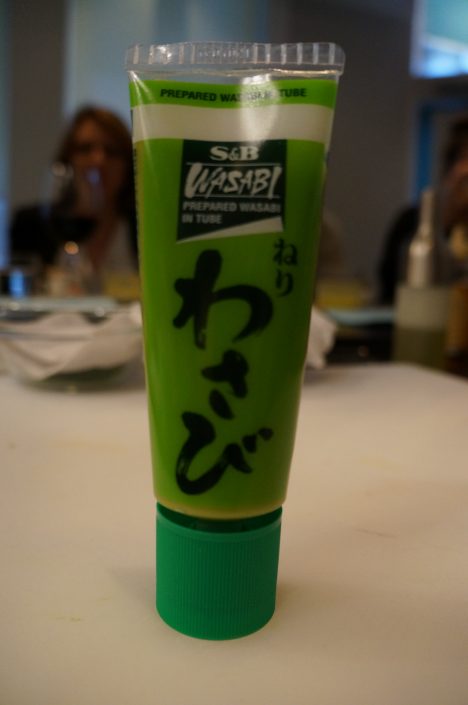 PREPARED WASABI IN TUBE
S&B
WASABI
PREPARED WASABI
IN TUBE
ねり
わさび